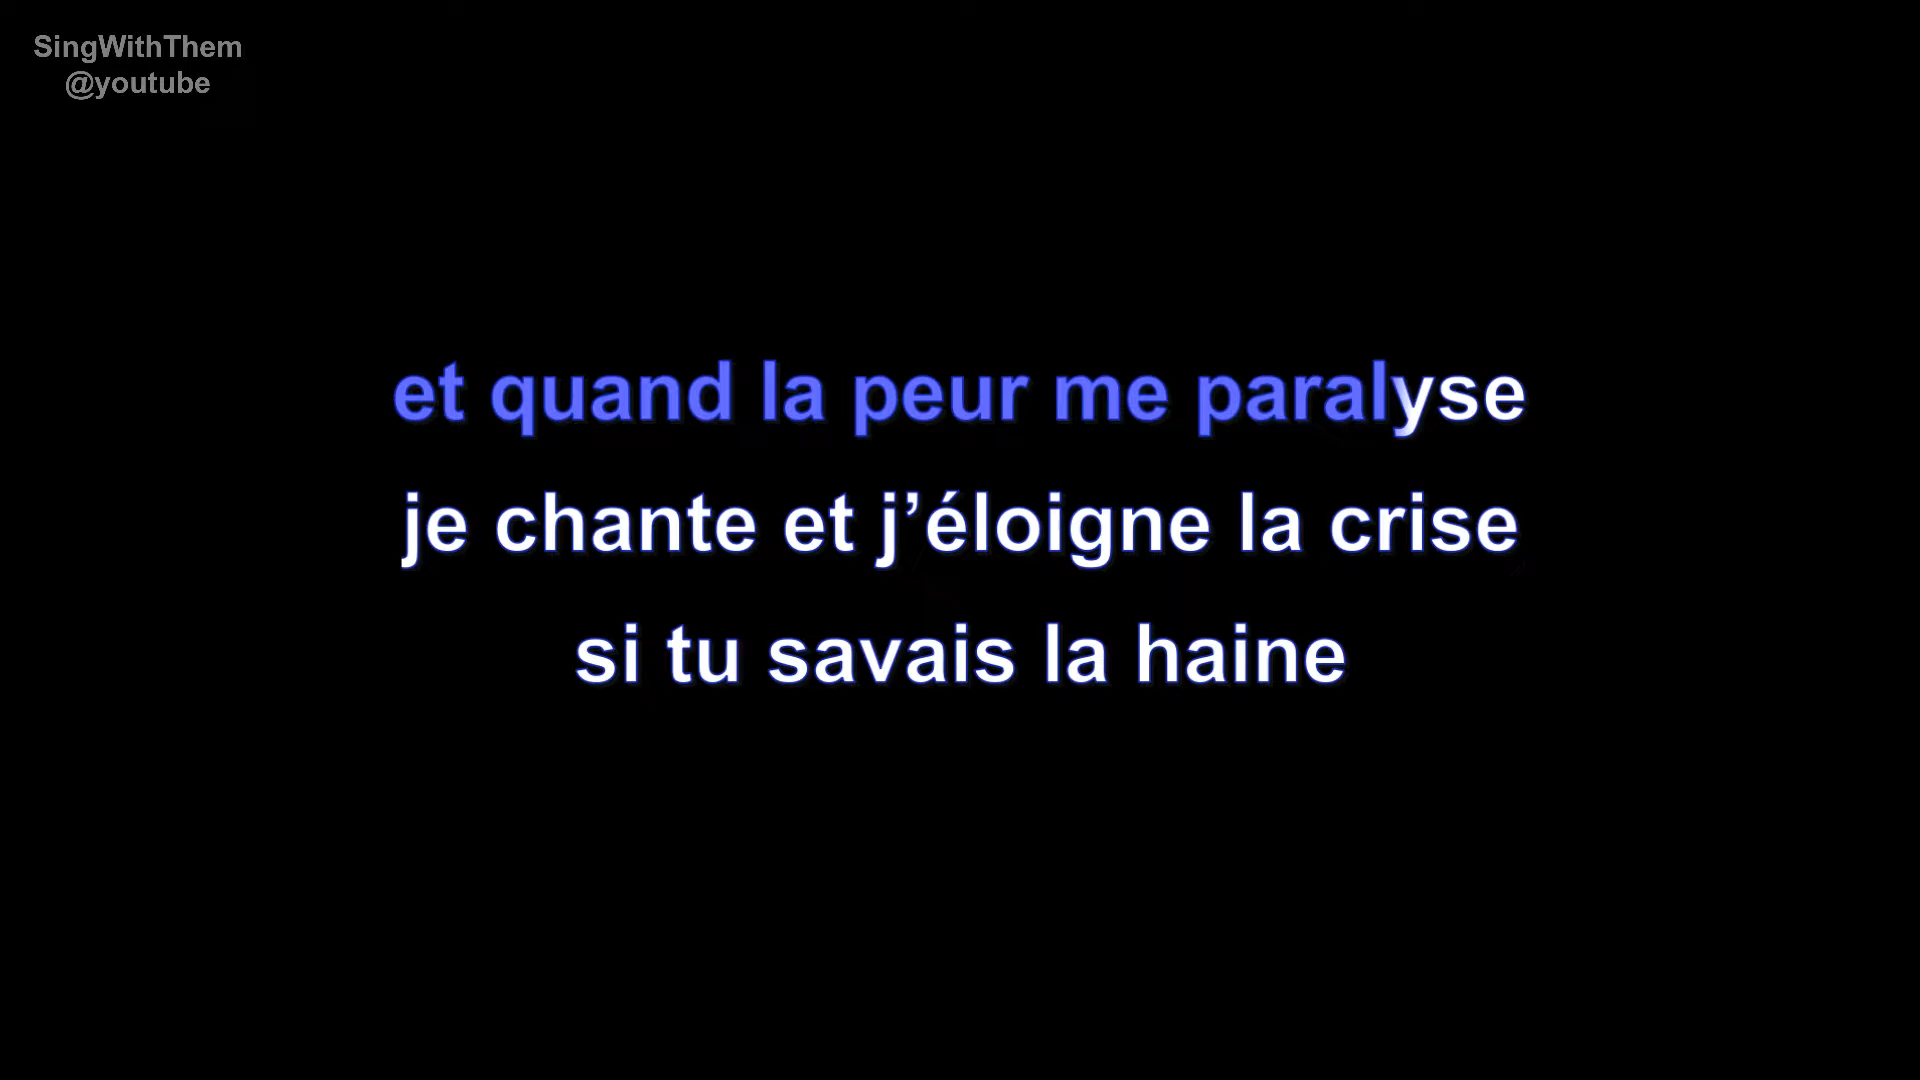 SingWithThem
@youtube
et quand la peur me paralyse
je chante et j’éloigne la crise
si tu savais la haine